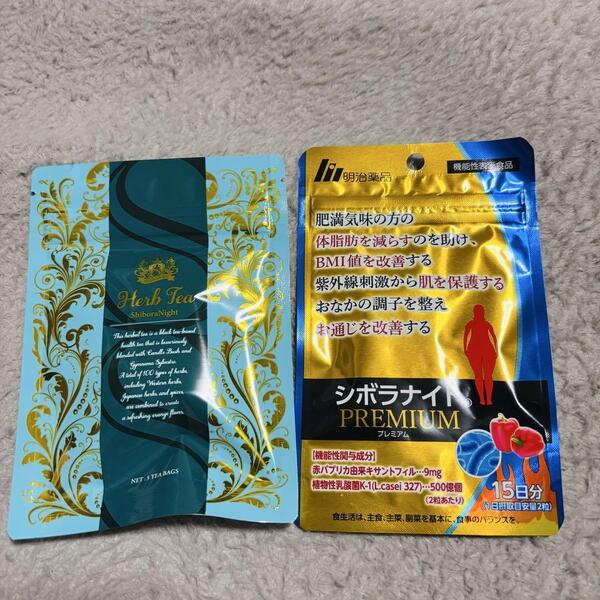 Herb Tea
ShiboraNight
This herbal tea is a black tea-based
health tea that is luxuriously
blended with Candle Bush and
Gymnema Sylvestre.
A total of 100 types of herbs,
including Western herbs,
Japanese herbs, and spices,
are combined to create
a refreshing orange flavor.
NET: 5 TEA BAGS
明治薬品
機能性表示食品
肥満気味の方の
体脂肪を減らすのを助け、
BMI値を改善する
紫外線刺激から肌を保護する
おなかの調子を整え
お通じを改善する
シボラナイト®
PREMIUM
プレミアム
【機能性関与成分】
赤パプリカ由来キサントフィル…9mg
植物性乳酸菌K-1(L.casei 327)…500億個
(2粒あたり)
15日分
(1日摂取目安量2粒)
食生活は、主食、主菜、副菜を基本に、食事のバランスを。